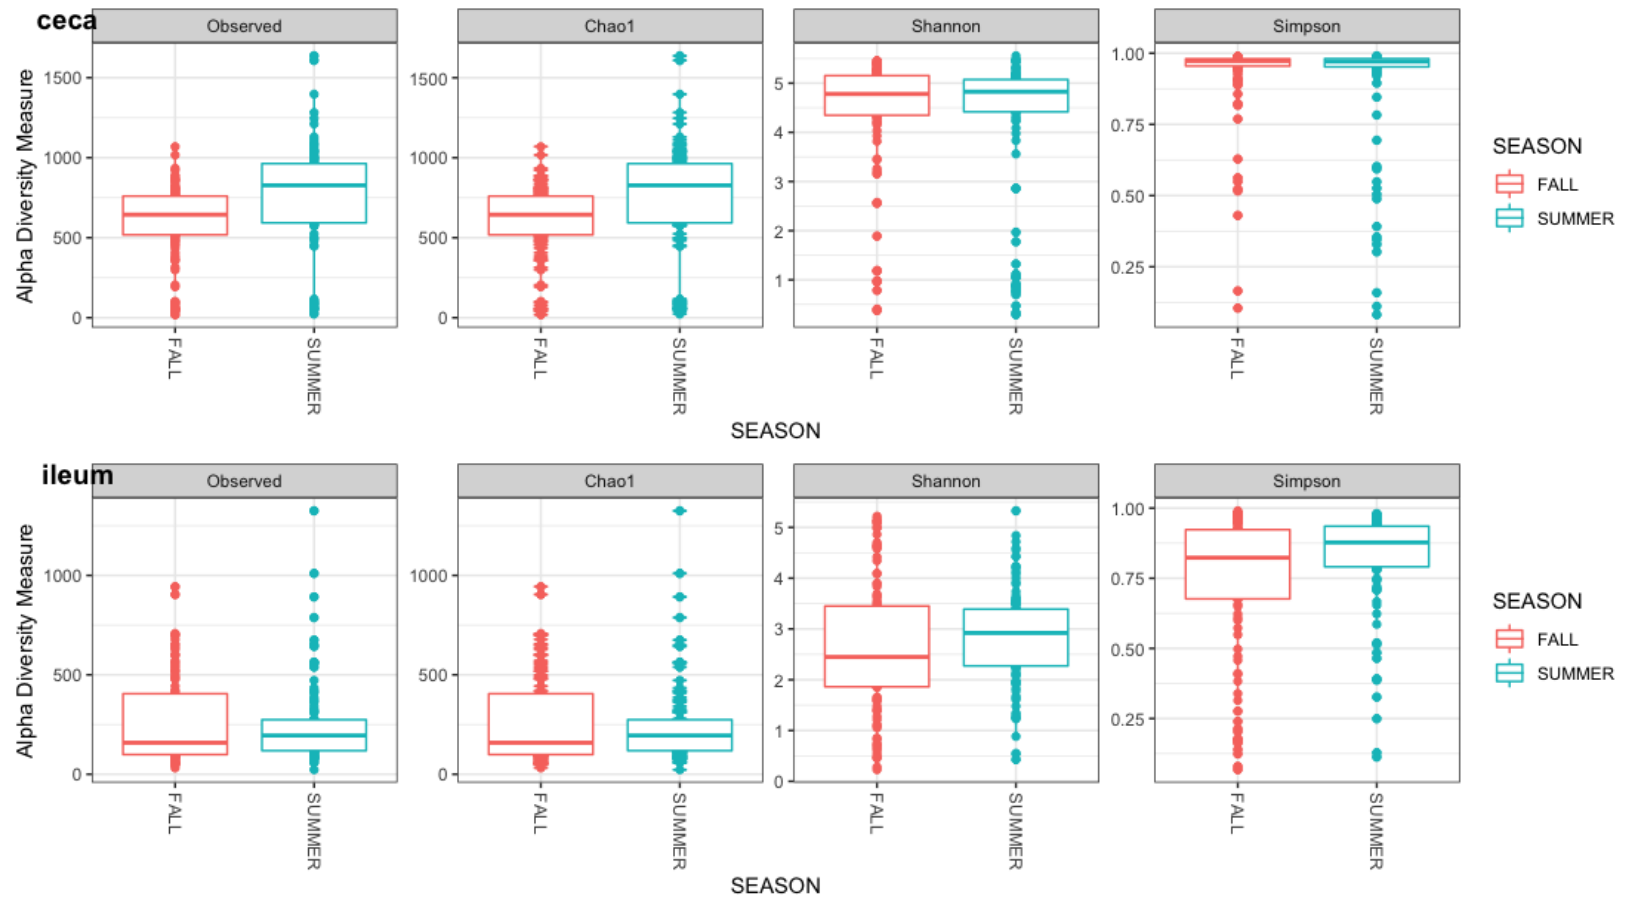 ceca
Observed
Chao1
Shannon
Simpson
Alpha Diversity Measure
1500
1000
500
0
1500
1000
500
0
5
4
3
2
1
1.00
0.75
0.50
0.25
FALL
SUMMER
FALL
SUMMER
FALL
SUMMER
FALL
SUMMER
SEASON
SEASON
FALL
SUMMER
ileum
Observed
Chao1
Shannon
Simpson
Alpha Diversity Measure
1000
500
0
1000
500
0
5
4
3
2
1
0
1.00
0.75
0.50
0.25
FALL
SUMMER
FALL
SUMMER
FALL
SUMMER
FALL
SUMMER
SEASON
SEASON
FALL
SUMMER